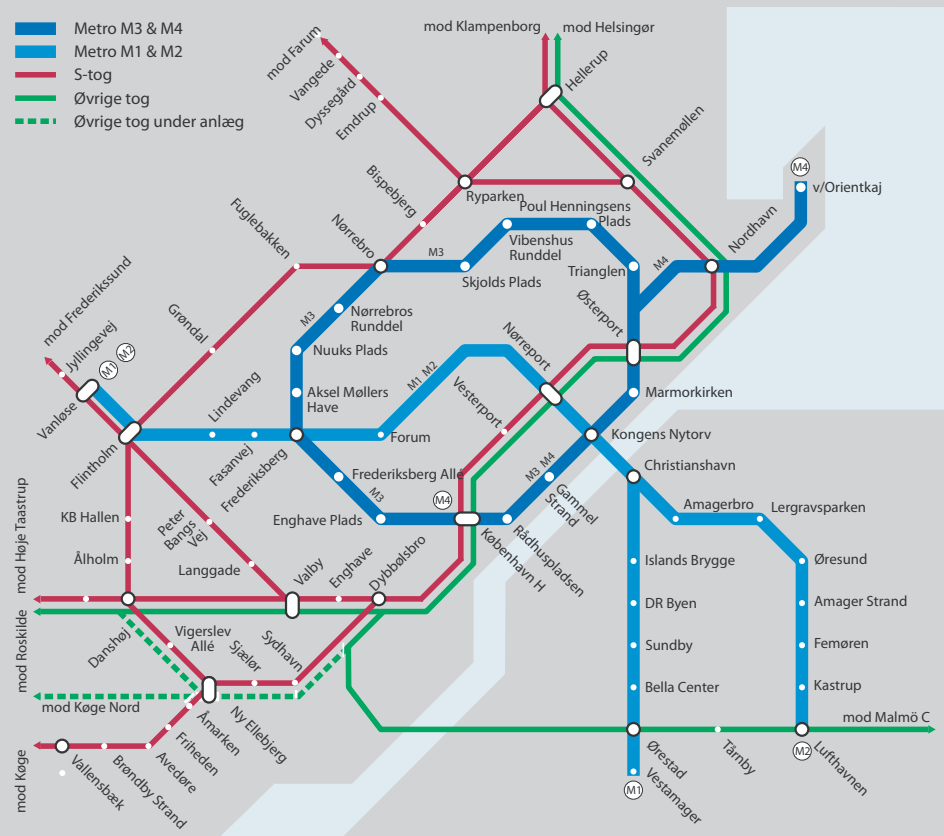 Metro M3 & M4
Metro M1 & M2
S-tog
Øvrige tog
Øvrige tog under anlæg
mod Klampenborg
mod Helsingør
mod Farum
Vangede
Dyssegård
Emdrup
Hellerup
Svanemøllen
Ryparken
Bispebjerg
Nørrebro
Fuglebakken
Grøndal
M4
v/Orientkaj
Nordhavn
M4
Poul Henningsens
Plads
Vibenshus
Runddel
Trianglen
M3
Skjolds Plads
Østerport
M3
Nørrebros
Runddel
Nuuks Plads
Aksel Møllers
Have
mod Frederikssund
Jyllingevej
M1
M2
Vanløse
Flintholm
Lindevang
Fasanvej
Frederiksberg
M1 M2
Forum
Nørreport
Vesterport
Marmorkirken
Kongens Nytorv
Christianshavn
Frederiksberg Allé
M3
Enghave Plads
M4
København H
Rådhuspladsen
M3 M4
Gammel
Strand
Amagerbro
Lergravsparken
KB Hallen
Ålholm
Peter
Bangs
Vej
Langgade
Valby
Enghave
Dybbølsbro
mod Høje Taastrup
mod Roskilde
Danshøj
Vigerslev
Allé
Sjælør
Sydhavn
mod Køge Nord
Åmarken
Ny Ellebjerg
Friheden
Avedøre
Brøndby Strand
Vallensbæk
mod Køge
Islands Brygge
DR Byen
Sundby
Bella Center
Ørestad
Vestamager
M1
Øresund
Amager Strand
Femøren
Kastrup
mod Malmö C
Tårnby
Lufthavnen
M2